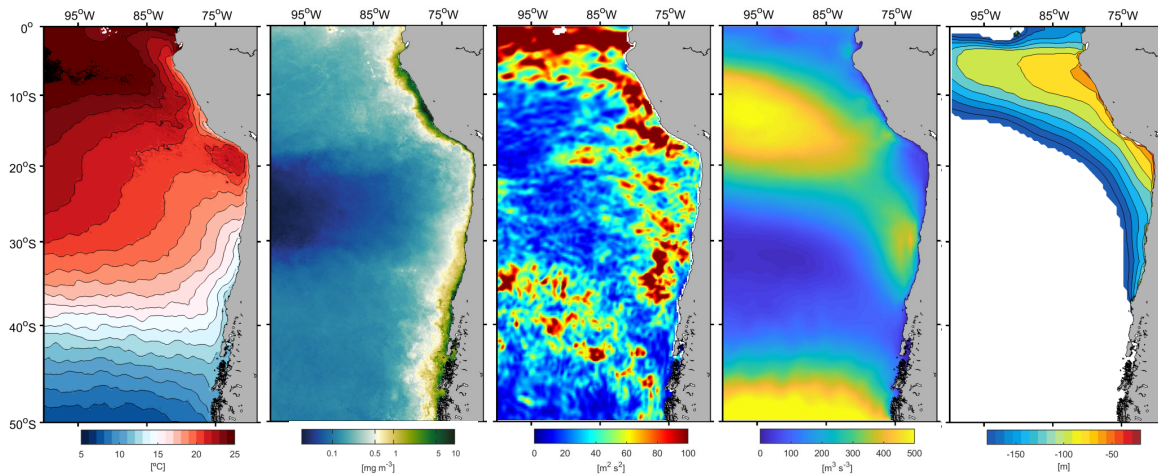 95°W 85°W 75°W 95°W 85°W 75°W 95°W 85°W 75°W 95°W 85°W 75°W 95°W 85°W 75°W
0°
10°S
20°S
30°S
40°S
50°S
5 10 15 20 25 0.1 1 5 10 0 20 40 60 80 100 0 100 200 300 400 500 -150 -100 -50
[ºC] [mg m⁻³] [m² s²] [m³ s⁻³] [m]